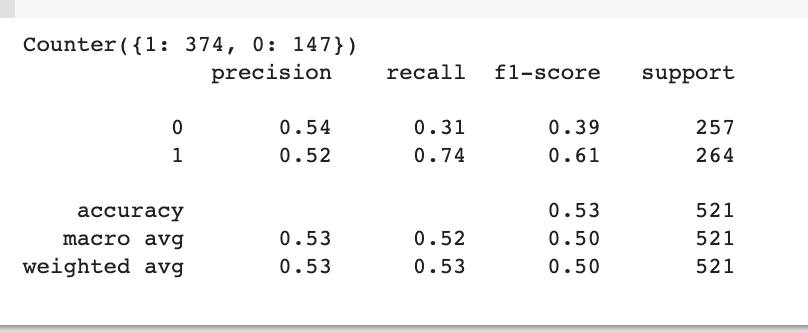 Counter({1: 374, 0: 147})
precision recall f1-score support
0 0.54 0.31 0.39 257
1 0.52 0.74 0.61 264
accuracy 0.53 521
macro avg 0.53 0.52 0.50 521
weighted avg 0.53 0.53 0.50 521